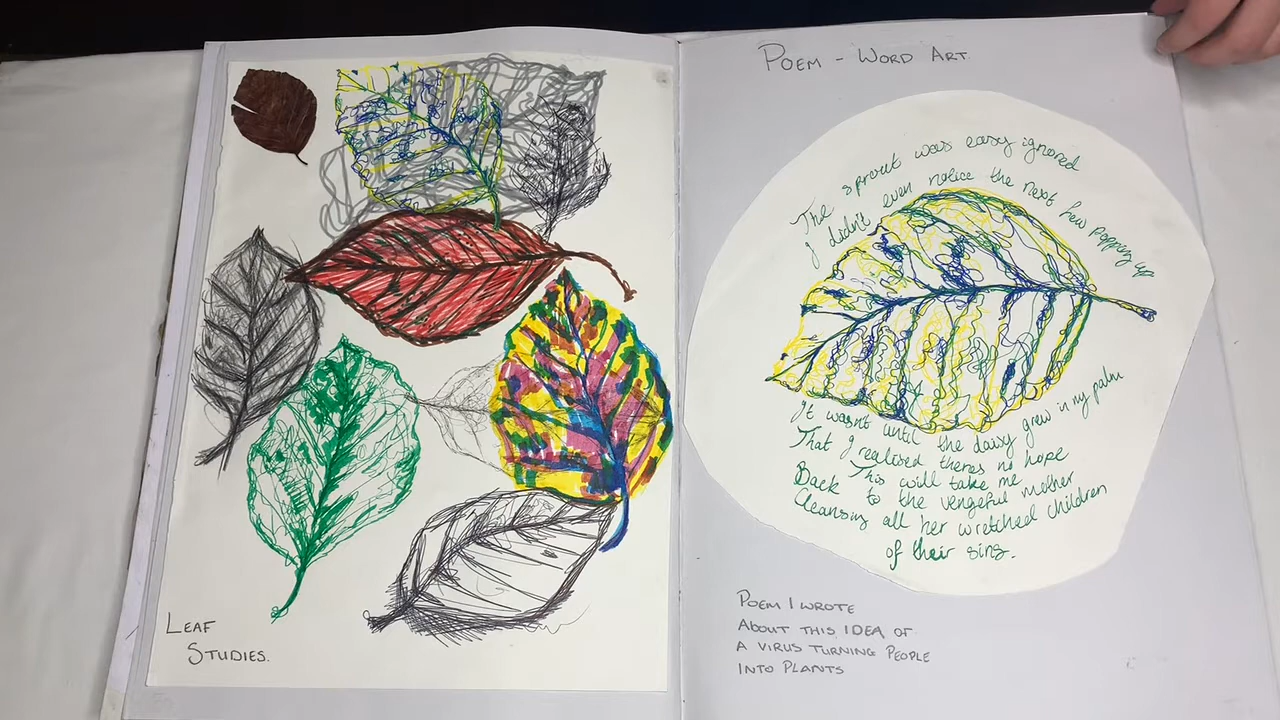 LEAF
STUDIES.
POEM - WORD ART
The sprout was easy ignored
I didn't even notice the next few popping up
It wasn't until the daisy grew in my palm
That I realised theres no hope
This will take me
Back to the vengeful mother
Cleansing all her wretched children
of their sins.
POEM I WROTE
ABOUT THIS IDEA OF
A VIRUS TURNING PEOPLE
INTO PLANTS